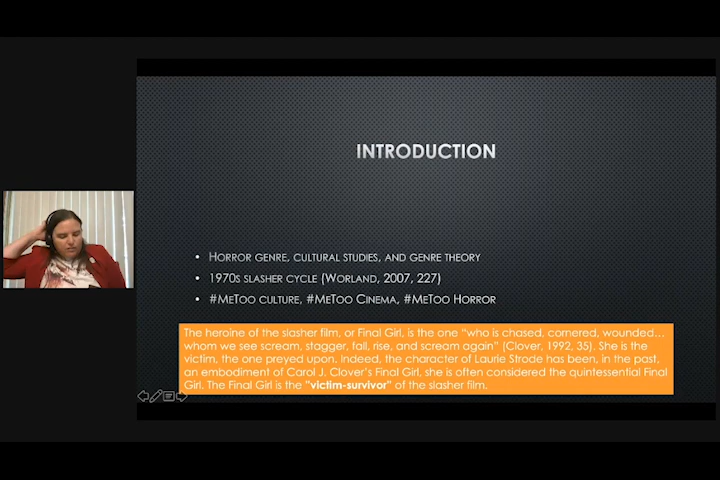 INTRODUCTION
• HORROR GENRE, CULTURAL STUDIES, AND GENRE THEORY
• 1970S SLASHER CYCLE (WORLAND, 2007, 227)
• #METOO CULTURE, #METOO CINEMA, #METOO HORROR
The heroine of the slasher film, or Final Girl, is the one “who is chased, cornered, wounded…
whom we see scream, stagger, fall, rise, and scream again” (Clover, 1992, 35). She is the
victim, the one preyed upon. Indeed, the character of Laurie Strode has been, in the past,
an embodiment of Carol J. Clover’s Final Girl, she is often considered the quintessential Final
Girl. The Final Girl is the "victim-survivor" of the slasher film.